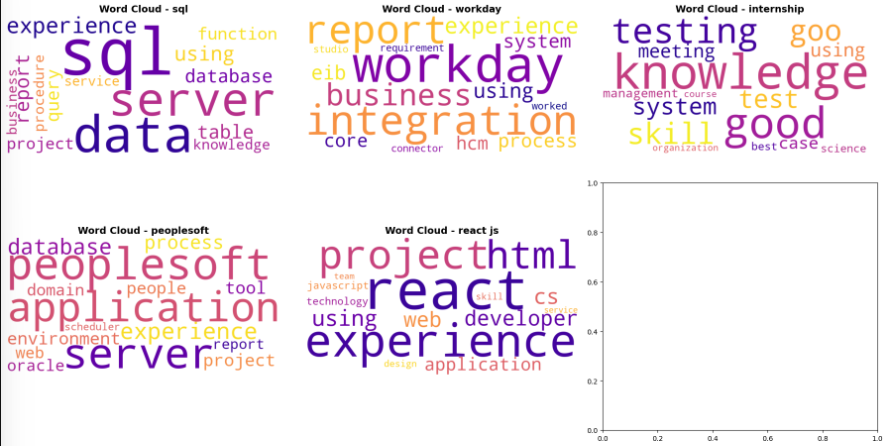 Word Cloud - sql
experience
function
sql
using
database
service
report
business
procedure
query
server
data
table
project
knowledge
Word Cloud - workday
report
experience
studio
requirement
system
eib
workday
business
using
worked
integration
core
connector
hcm
process
Word Cloud - internship
testing
goo
meeting
using
knowledge
management
course
test
system
skill
good
organization
best
case
science
Word Cloud - peoplesoft
database
process
peoplesoft
domain
people
tool
application
scheduler
experience
environment
server
report
web
oracle
project
Word Cloud - react js
project
html
team
javascript
react
skill
cs
technology
service
using
web
developer
experience
design
application
1.0
0.8
0.6
0.4
0.2
0.0
0.0 0.2 0.4 0.6 0.8 1.0